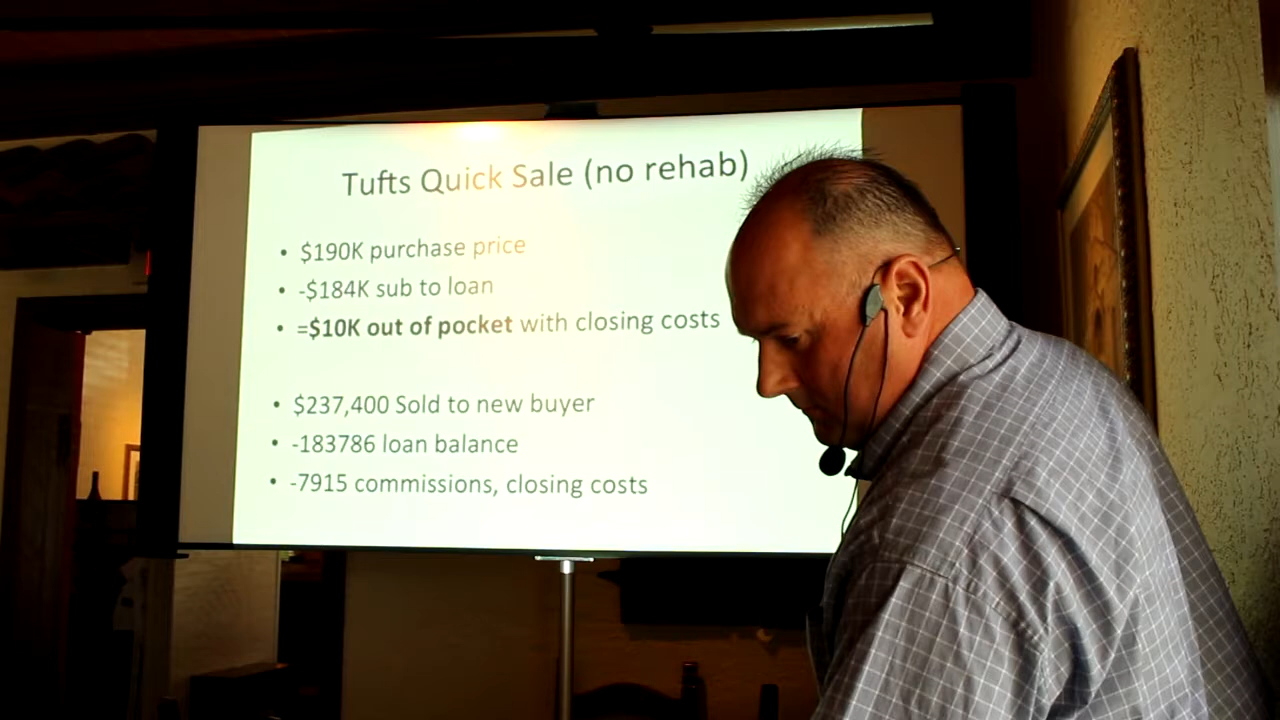 Tufts Quick Sale (no rehab)
• $190K purchase price
• -$184K sub to loan
• =$10K out of pocket with closing costs
• $237,400 Sold to new buyer
• -183786 loan balance
• -7915 commissions, closing costs